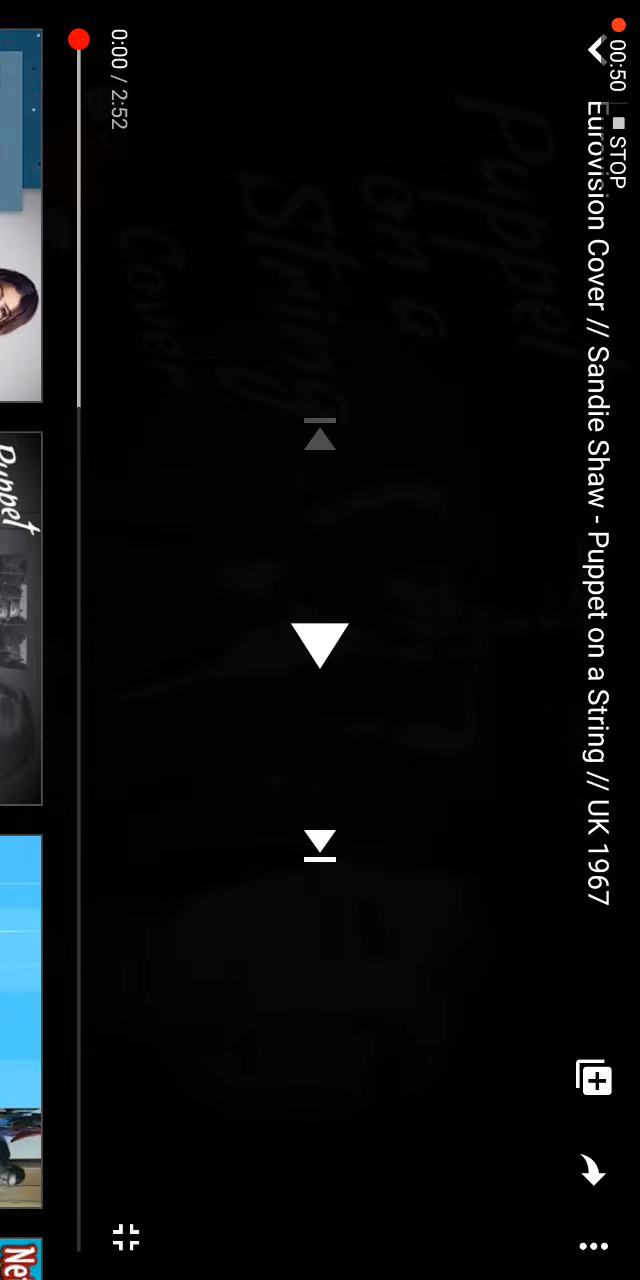 00:50 STOP
Eurovision Cover // Sandie Shaw - Puppet on a String // UK 1967
Puppet
on a
String
Cover
0:00 / 2:52
Puppet
Ne